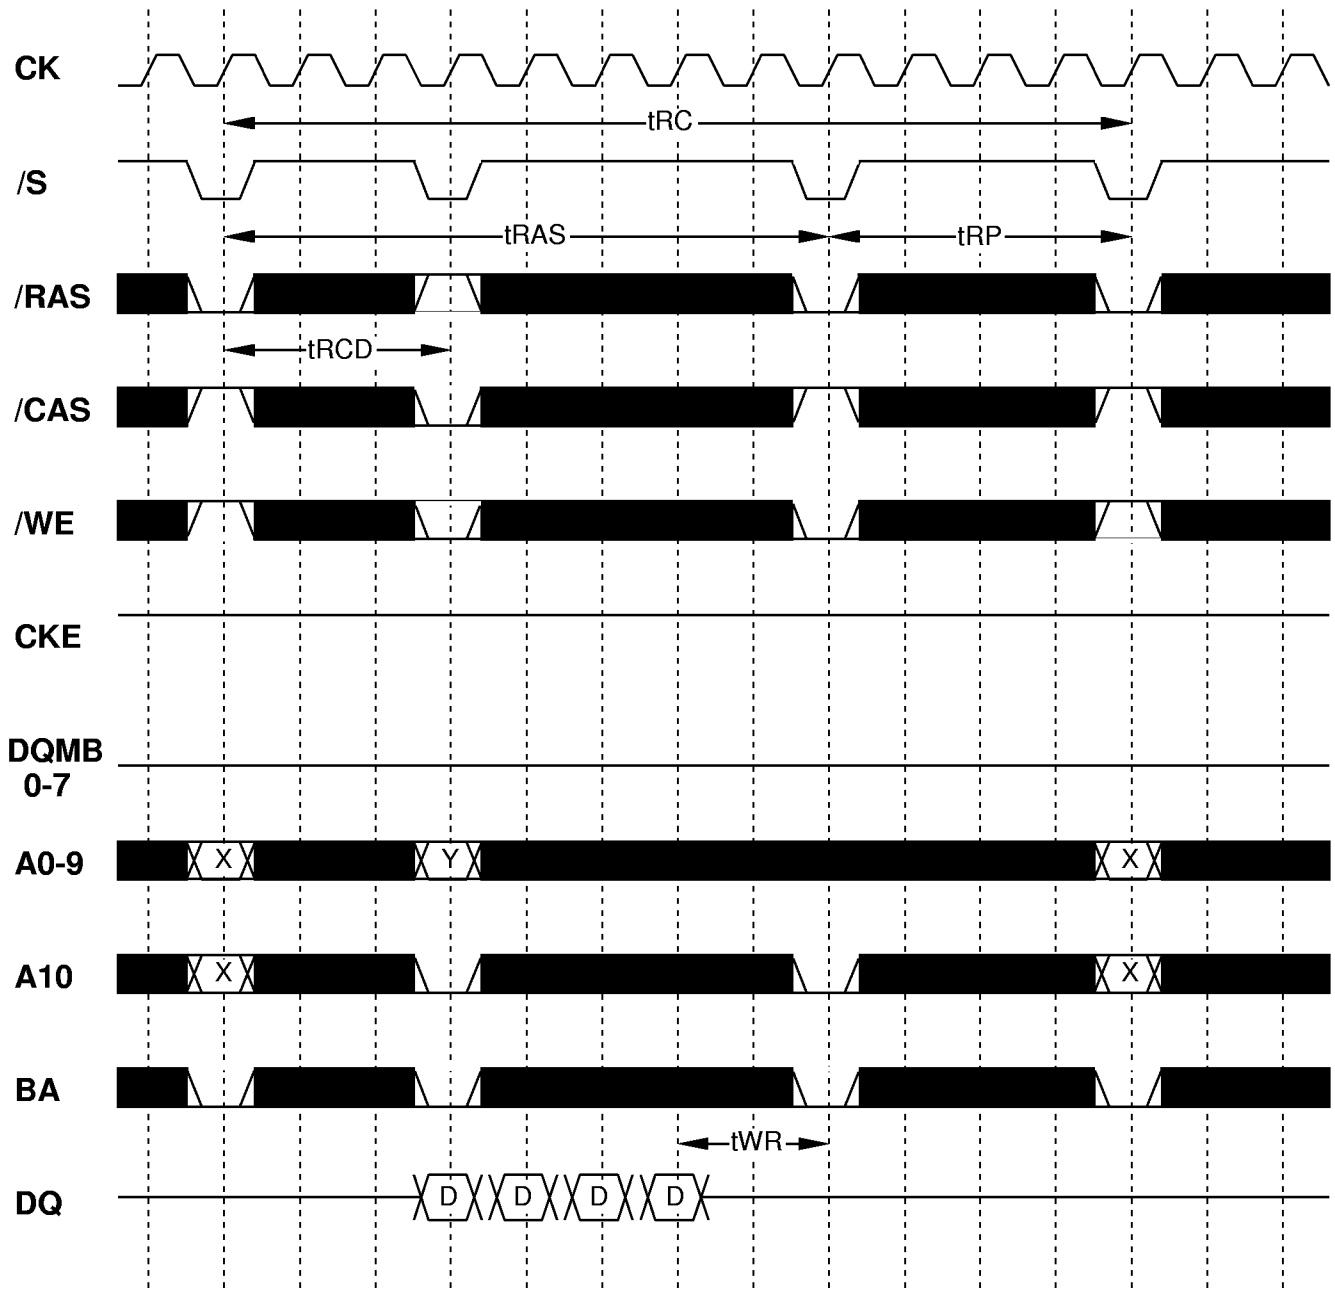 CK
tRC
/S
tRAS
tRP
/RAS
tRCD
/CAS
/WE
CKE
DQMB
0-7
A0-9 X Y X
A10 X X
BA
tWR
DQ D D D D